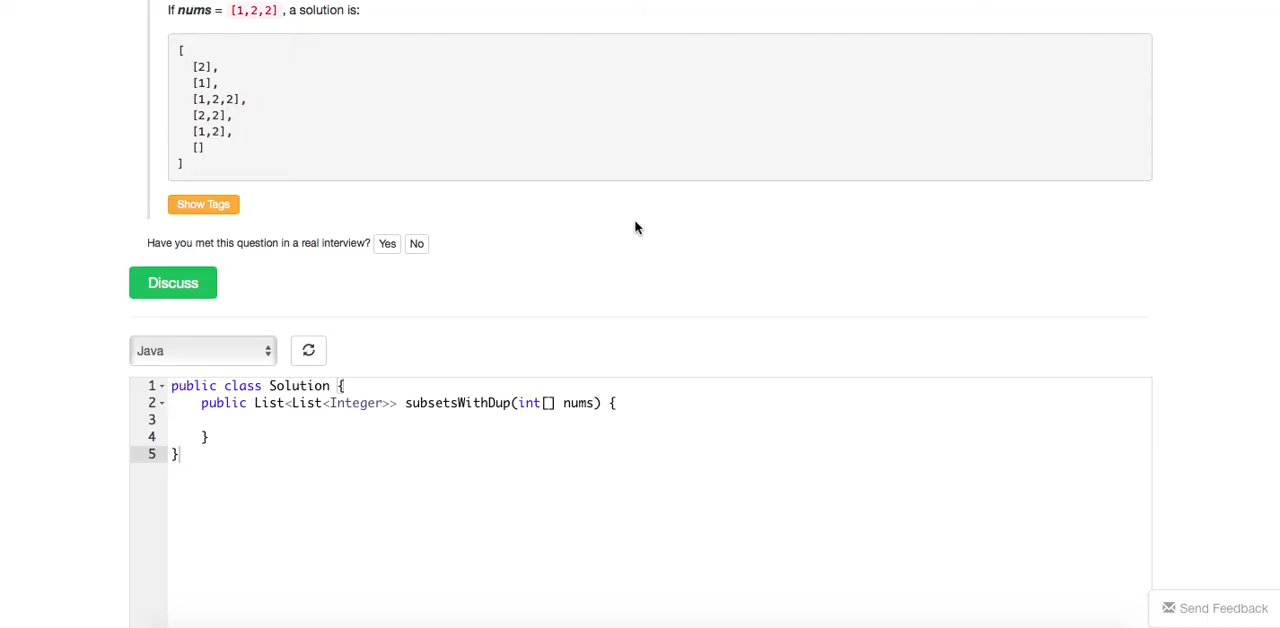 If nums = [1,2,2] , a solution is:
[
[2],
[1],
[1,2,2],
[2,2],
[1,2],
[]
]
Show Tags
Have you met this question in a real interview? Yes No
Discuss
Java
1 public class Solution {
2 public List<List<Integer>> subsetsWithDup(int[] nums) {
3
4 }
5 }
Send Feedback